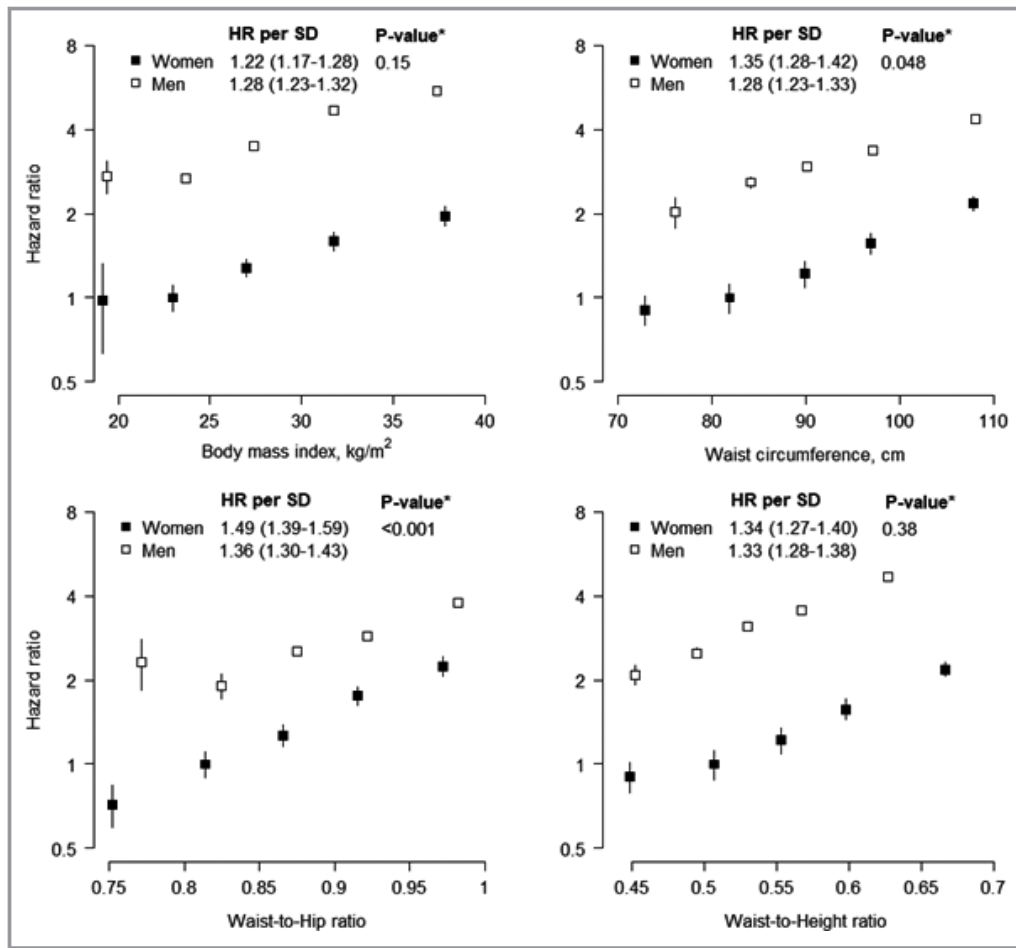 HR per SD P-value*
Women 1.22 (1.17-1.28) 0.15
Men 1.28 (1.23-1.32)
8
4
2
1
0.5
Hazard ratio
20 25 30 35 40
Body mass index, kg/m2
HR per SD P-value*
Women 1.35 (1.28-1.42) 0.048
Men 1.28 (1.23-1.33)
8
4
2
1
0.5
70 80 90 100 110
Waist circumference, cm
HR per SD P-value*
Women 1.49 (1.39-1.59) <0.001
Men 1.36 (1.30-1.43)
8
4
2
1
0.5
Hazard ratio
0.75 0.8 0.85 0.9 0.95 1
Waist-to-Hip ratio
HR per SD P-value*
Women 1.34 (1.27-1.40) 0.38
Men 1.33 (1.28-1.38)
8
4
2
1
0.5
0.45 0.5 0.55 0.6 0.65 0.7
Waist-to-Height ratio